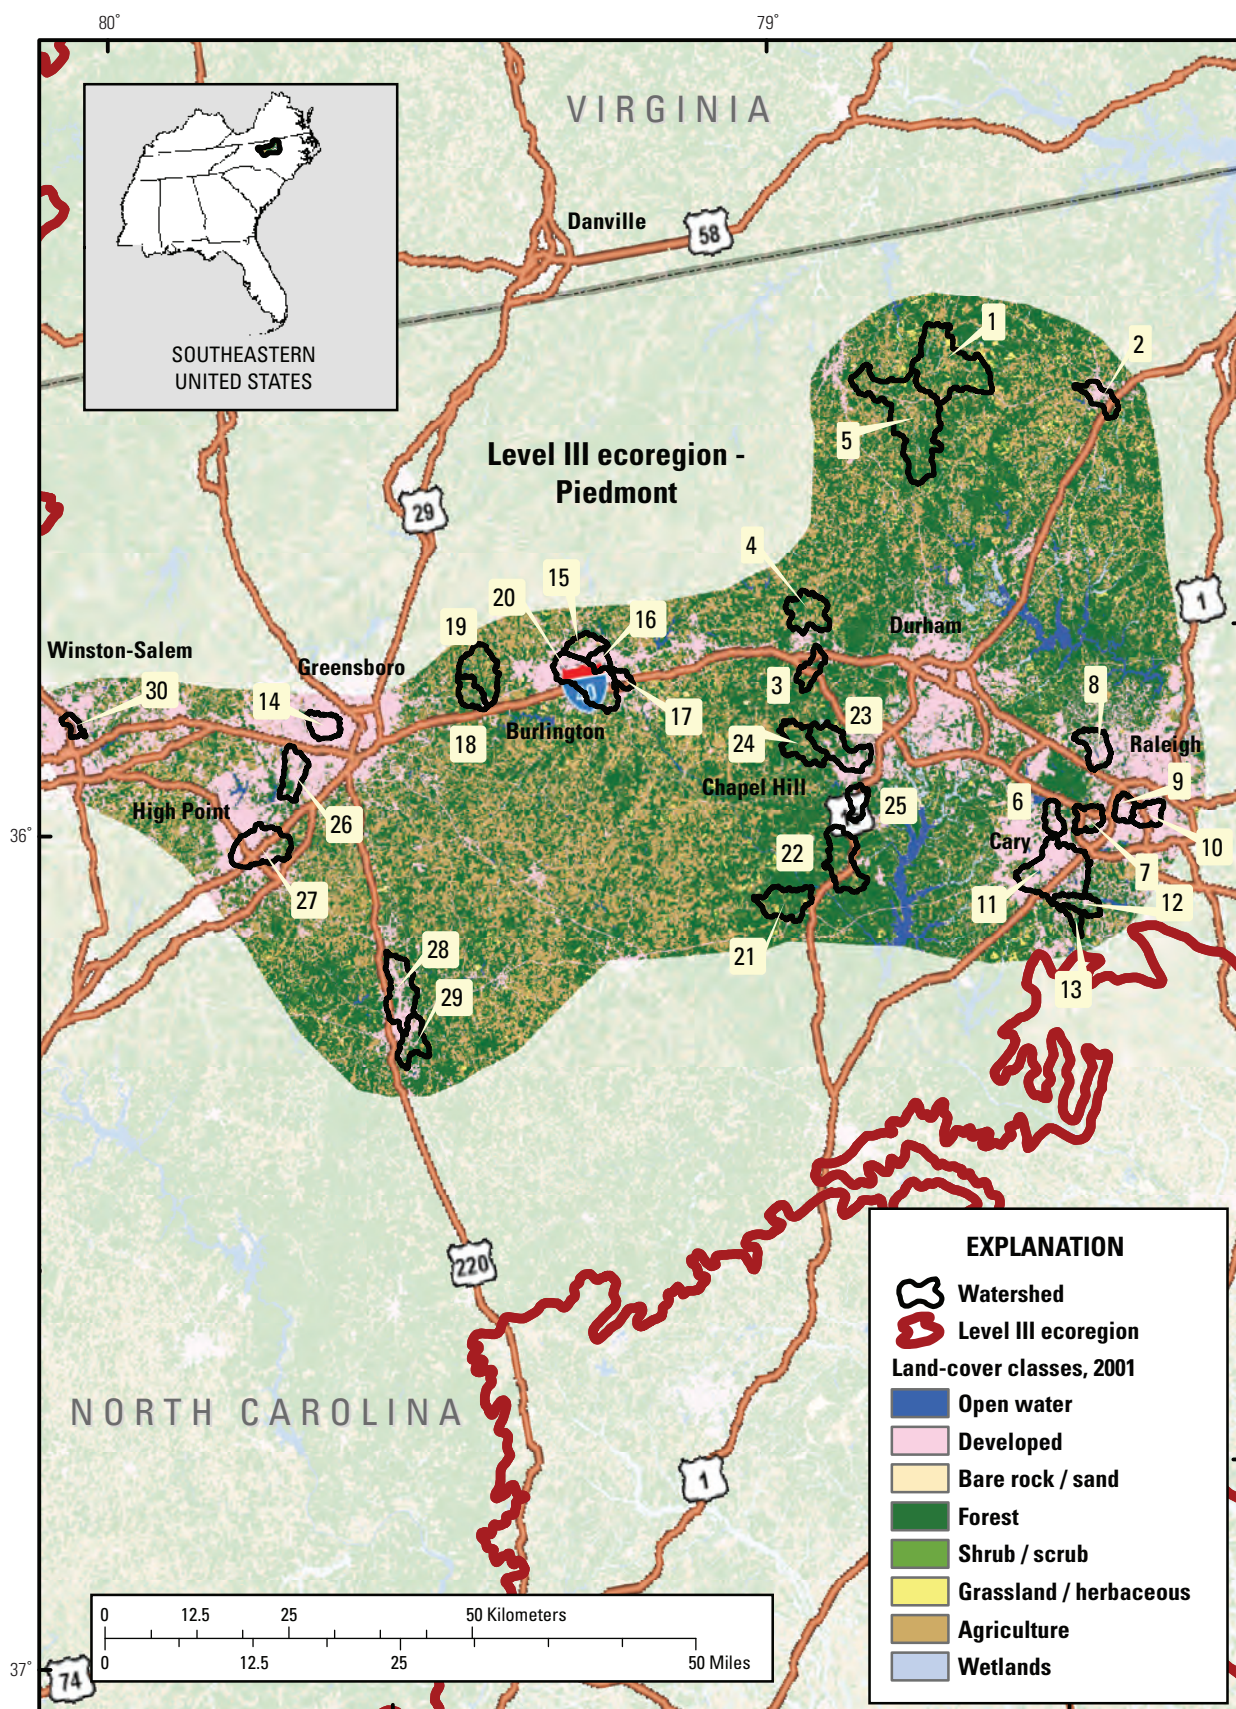 80°
79°
VIRGINIA
Danville
58
SOUTHEASTERN
UNITED STATES
1
2
5
Level III ecoregion -
Piedmont
29
4
15
20
16
19
1
Durham
Winston-Salem
Greensboro
30
14
3
8
17
23
24
18
Burlington
Raleigh
Chapel Hill
9
High Point
25
6
26
36°
22
Cary
10
7
27
11
12
21
28
13
29
220
EXPLANATION
Watershed
Level III ecoregion
Land-cover classes, 2001
Open water
Developed
Bare rock / sand
Forest
Shrub / scrub
Grassland / herbaceous
Agriculture
Wetlands
NORTH CAROLINA
1
0 12.5 25 50 Kilometers
0 12.5 25 50 Miles
37°
74